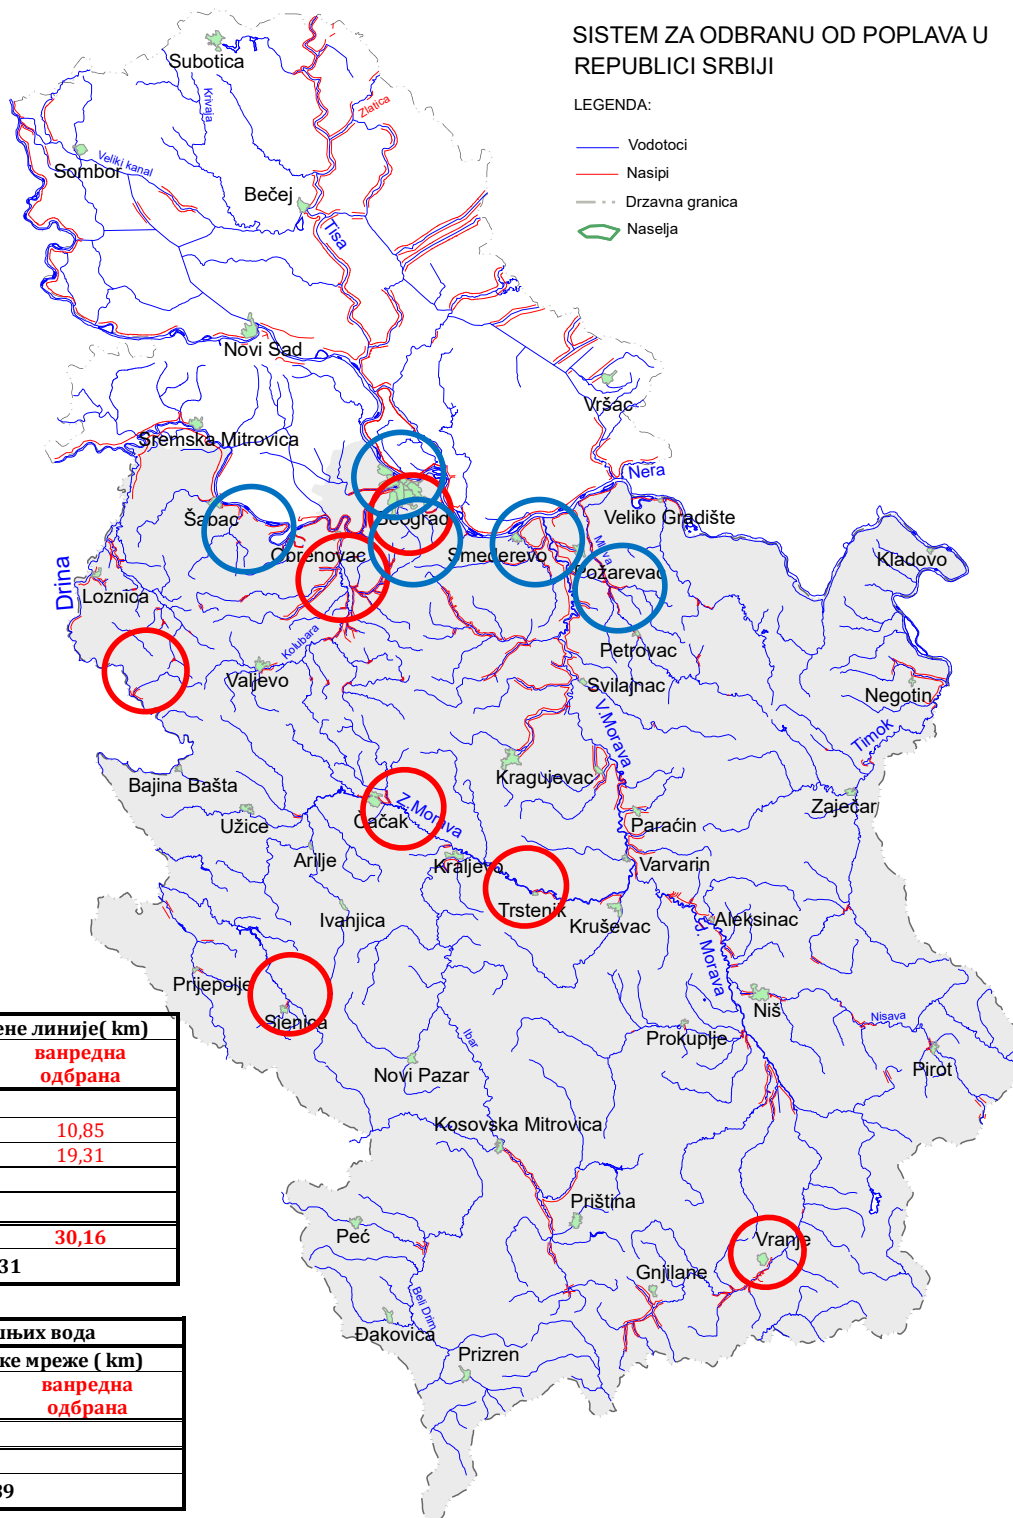 SISTEM ZA ODBRANU OD POPLAVA U
REPUBLICI SRBIJI
LEGENDA:
Vodotoci
Nasipi
Drzavna granica
Naselja
Subotica
Krivaja
Zlatica
Sombor
Veliki kanal
Bečej
Tisa
Novi Sad
Vršac
Sremska Mitrovica
Nera
Šabac
Beograd
Veliko Gradište
Obrenovac
Smederevo
Mlava
Kladovo
Drina
Požarevac
Loznica
Kolubara
Petrovac
Valjevo
Svilajnac
Negotin
V.Morava
Timok
Bajina Bašta
Kragujevac
Z.Morava
Zaječar
Užice
Čačak
Paraćin
Arilje
Kraljevo
Varvarin
Ivanjica
Trstenik
Kruševac
Aleksinac
J. Morava
Prijepolje
Niš
Sjenica
Nisava
Ibar
Prokuplje
Novi Pazar
Pirot
Kosovska Mitrovica
Priština
Peć
Vranje
Gnjilane
Beli Drim
Đakovica
Prizren
ене линије( km)
ванредна
одбрана
10,85
19,31
30,16
31
шњих вода
ке мреже ( km)
ванредна
одбрана
39